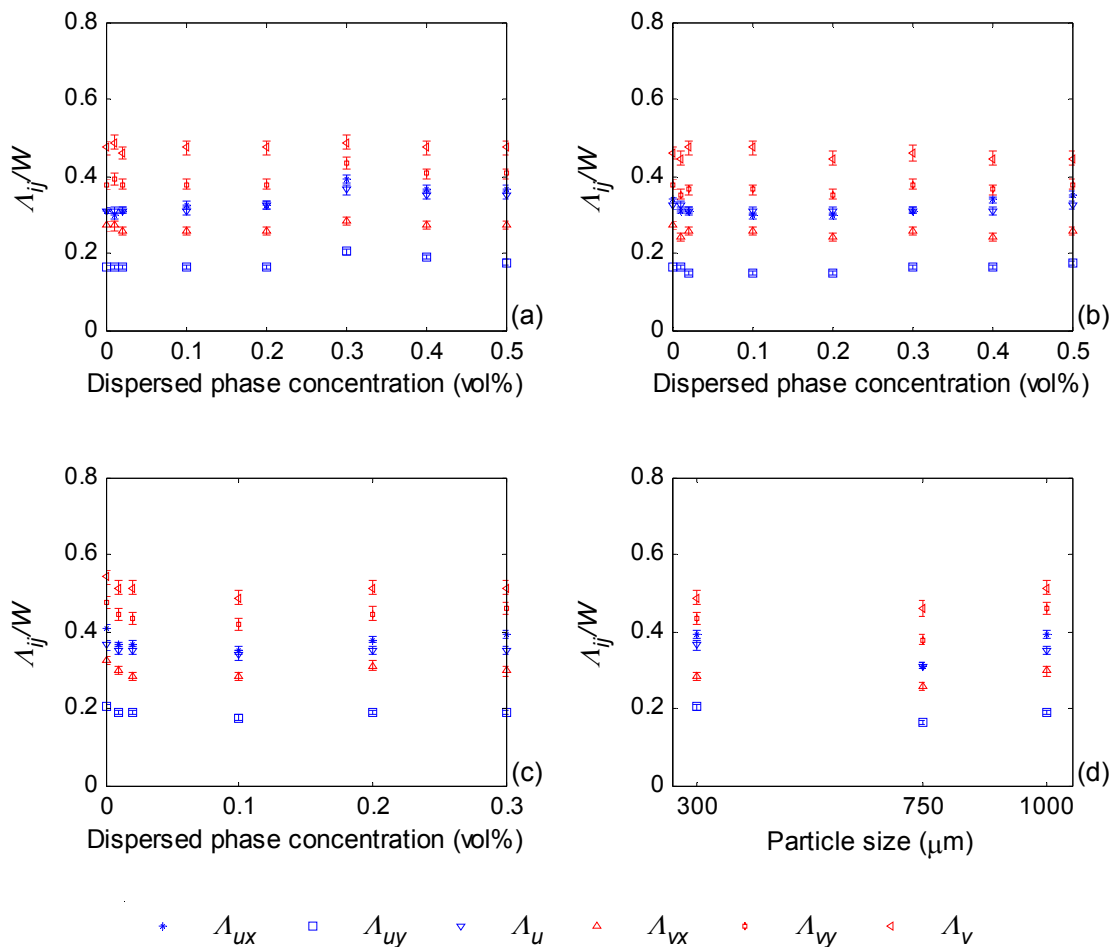 0.8
0.6
0.4
0.2
0
Λij/W
0 0.1 0.2 0.3 0.4 0.5
Dispersed phase concentration (vol%)
(a)
0.8
0.6
0.4
0.2
0
Λij/W
0 0.1 0.2 0.3 0.4 0.5
Dispersed phase concentration (vol%)
(b)
0.8
0.6
0.4
0.2
0
Λij/W
0 0.1 0.2 0.3
Dispersed phase concentration (vol%)
(c)
0.8
0.6
0.4
0.2
0
Λij/W
300 750 1000
Particle size (μm)
(d)
Λux Λuy Λu Λvx Λvy Λv